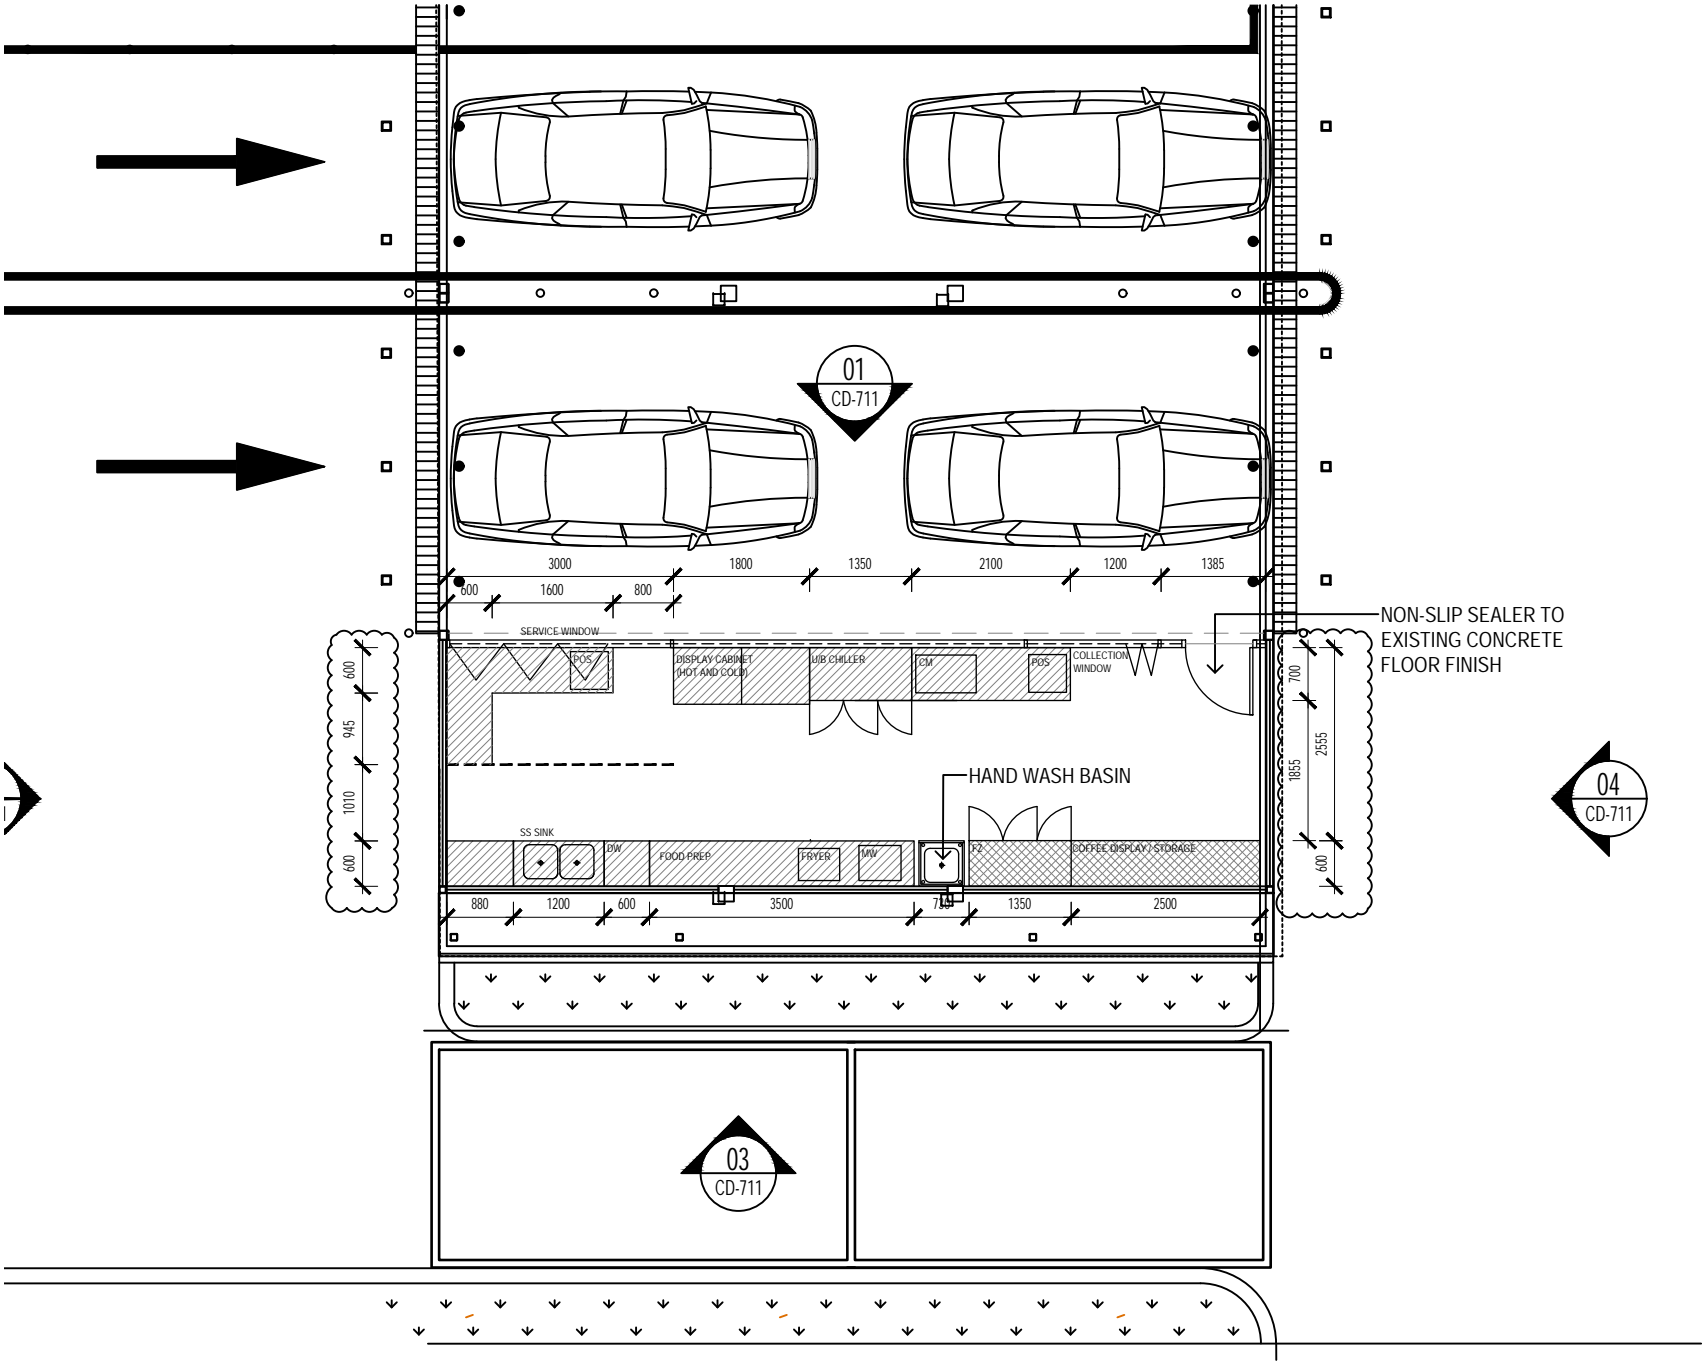 01
CD-711
3000
1800
1350
2100
1200
1385
600
1600
800
NON-SLIP SEALER TO
EXISTING CONCRETE
FLOOR FINISH
SERVICE WINDOW
POS
DISPLAY CABINET
(HOT AND COLD)
U/B CHILLER
CM
POS
COLLECTION
WINDOW
600
945
1010
600
700
1855
2555
600
HAND WASH BASIN
04
CD-711
SS SINK
DW
FOOD PREP
FRYER
MW
FZ
COFFEE DISPLAY / STORAGE
880
1200
600
3500
730
1350
2500
03
CD-711